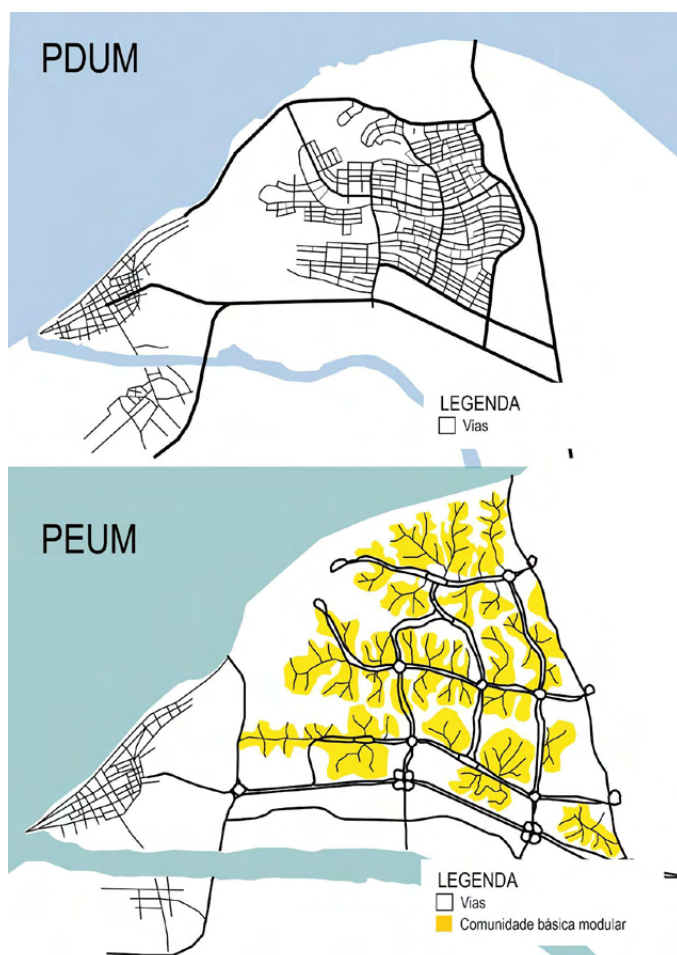 PDUM
LEGENDA
Vias
PEUM
LEGENDA
Vias
Comunidade básica modular